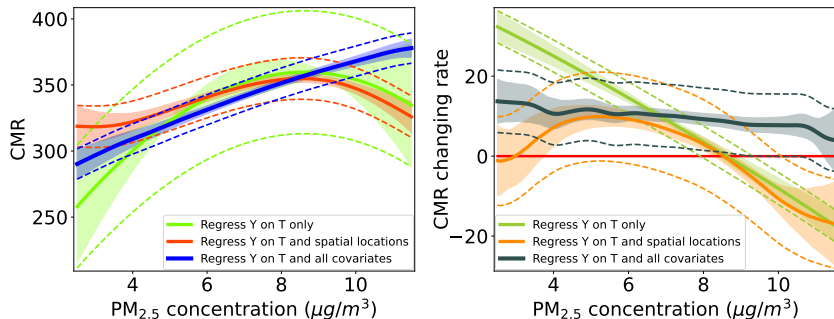 400
350
300
250
CMR
Regress Y on T only
Regress Y on T and spatial locations
Regress Y on T and all covariates
4 6 8 10
PM2.5 concentration (μg/m³)
20
0
−20
CMR changing rate
Regress Y on T only
Regress Y on T and spatial locations
Regress Y on T and all covariates
4 6 8 10
PM2.5 concentration (μg/m³)